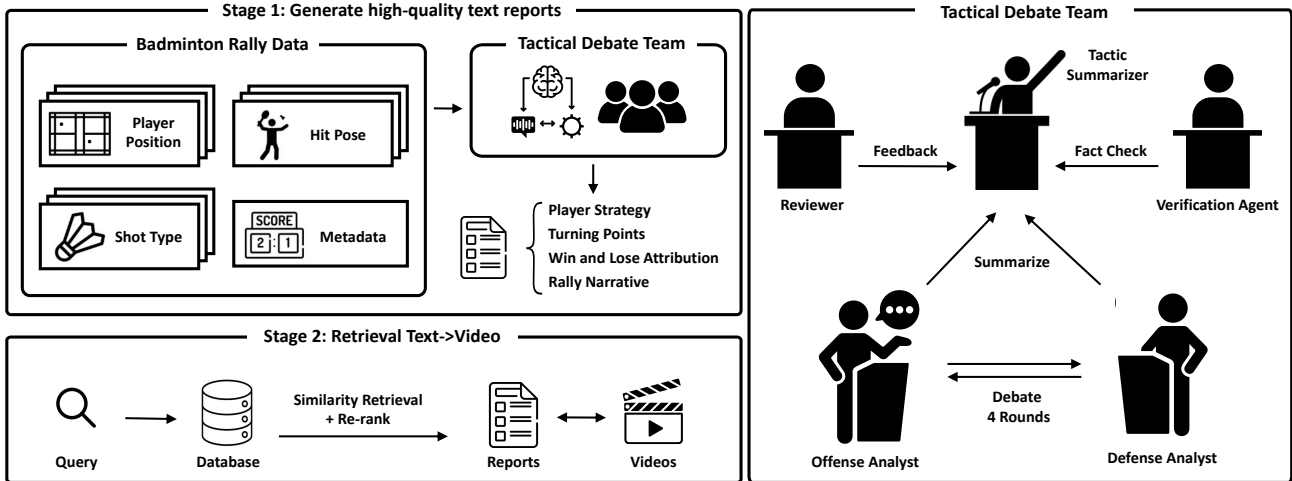 Stage 1: Generate high-quality text reports
Badminton Rally Data
Player
Position
Hit Pose
Shot Type
SCORE
2 : 1
Metadata
Tactical Debate Team
Player Strategy
Turning Points
Win and Lose Attribution
Rally Narrative
Stage 2: Retrieval Text->Video
Query
Database
Similarity Retrieval
+ Re-rank
Reports
Videos
Tactical Debate Team
Tactic
Summarizer
Feedback
Fact Check
Reviewer
Verification Agent
Summarize
Debate
4 Rounds
Offense Analyst
Defense Analyst